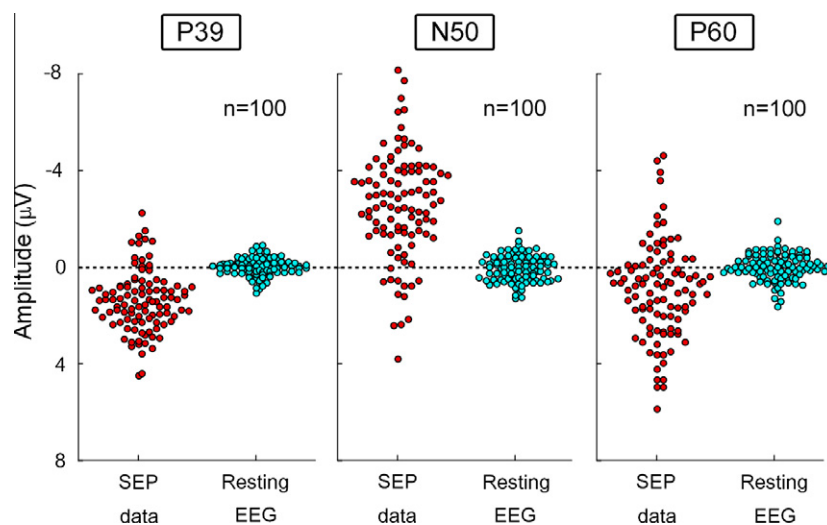 P39
N50
P60
-8
n=100
n=100
n=100
-4
Amplitude (μV)
0
4
8
SEP data
Resting EEG
SEP data
Resting EEG
SEP data
Resting EEG